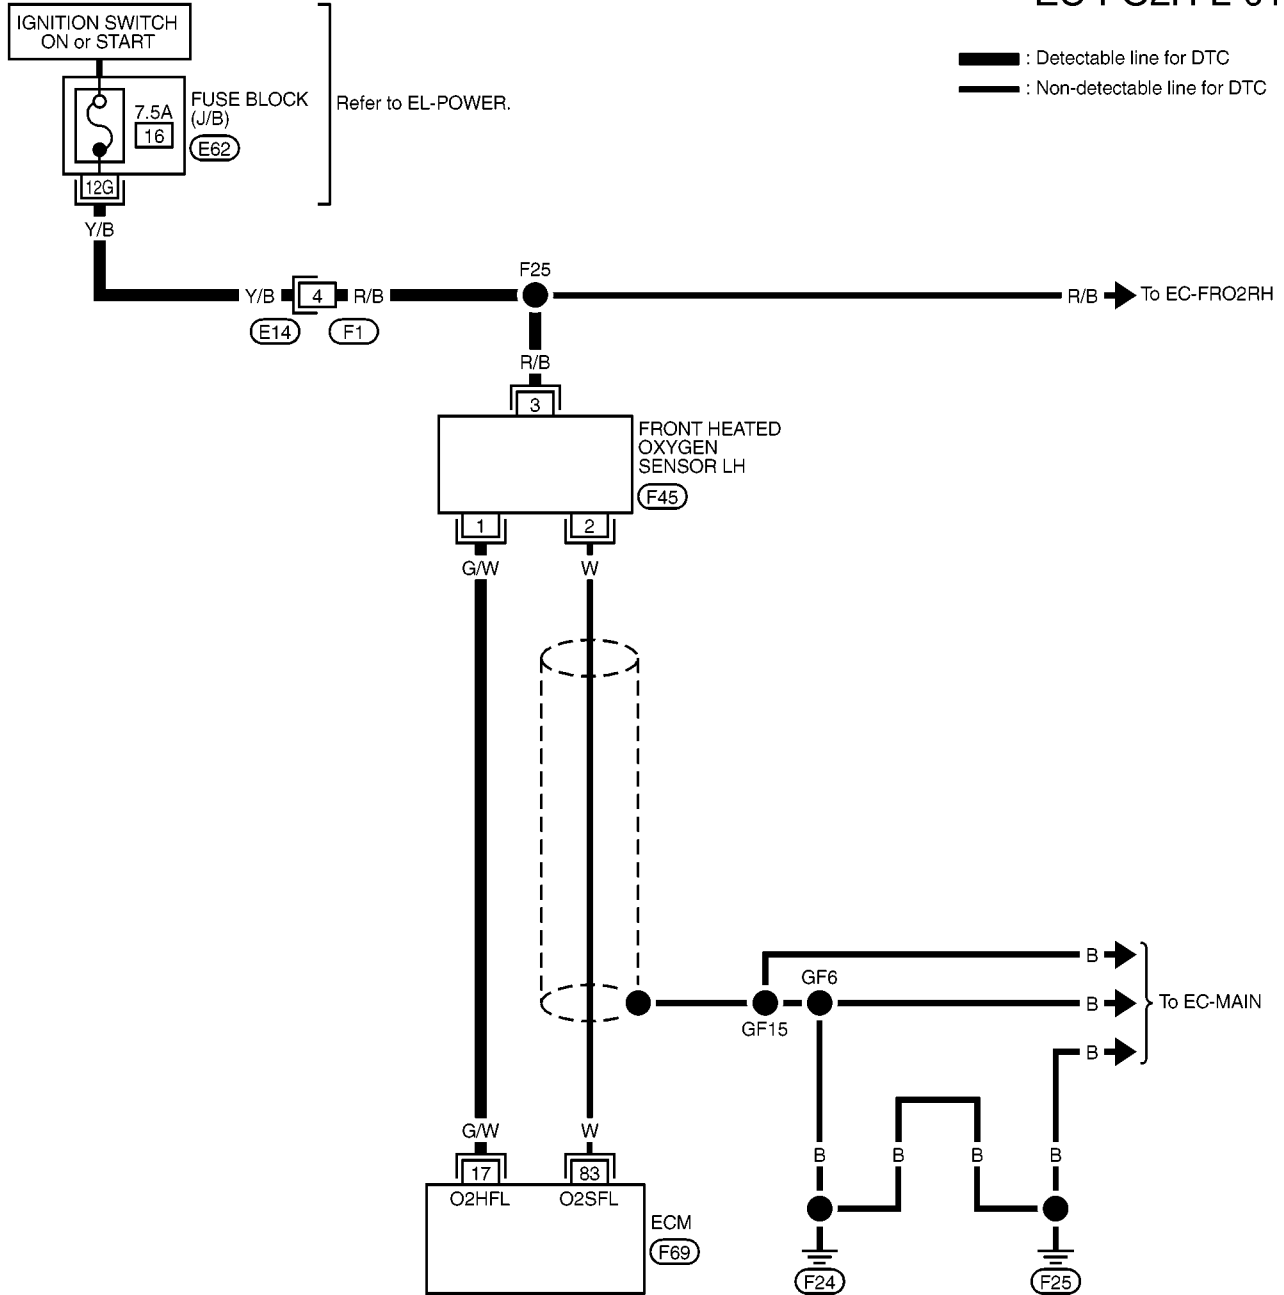 IGNITION SWITCH
ON or START
: Detectable line for DTC
: Non-detectable line for DTC
7.5A
16
FUSE BLOCK
(J/B)
E62
Refer to EL-POWER.
12G
Y/B
F25
Y/B
4
R/B
R/B
To EC-FRO2RH
E14
F1
R/B
3
FRONT HEATED
OXYGEN
SENSOR LH
F45
1
2
G/W
W
B
GF6
B
To EC-MAIN
GF15
B
G/W
W
B
B
B
B
17
83
O2HFL
O2SFL
ECM
F69
F24
F25